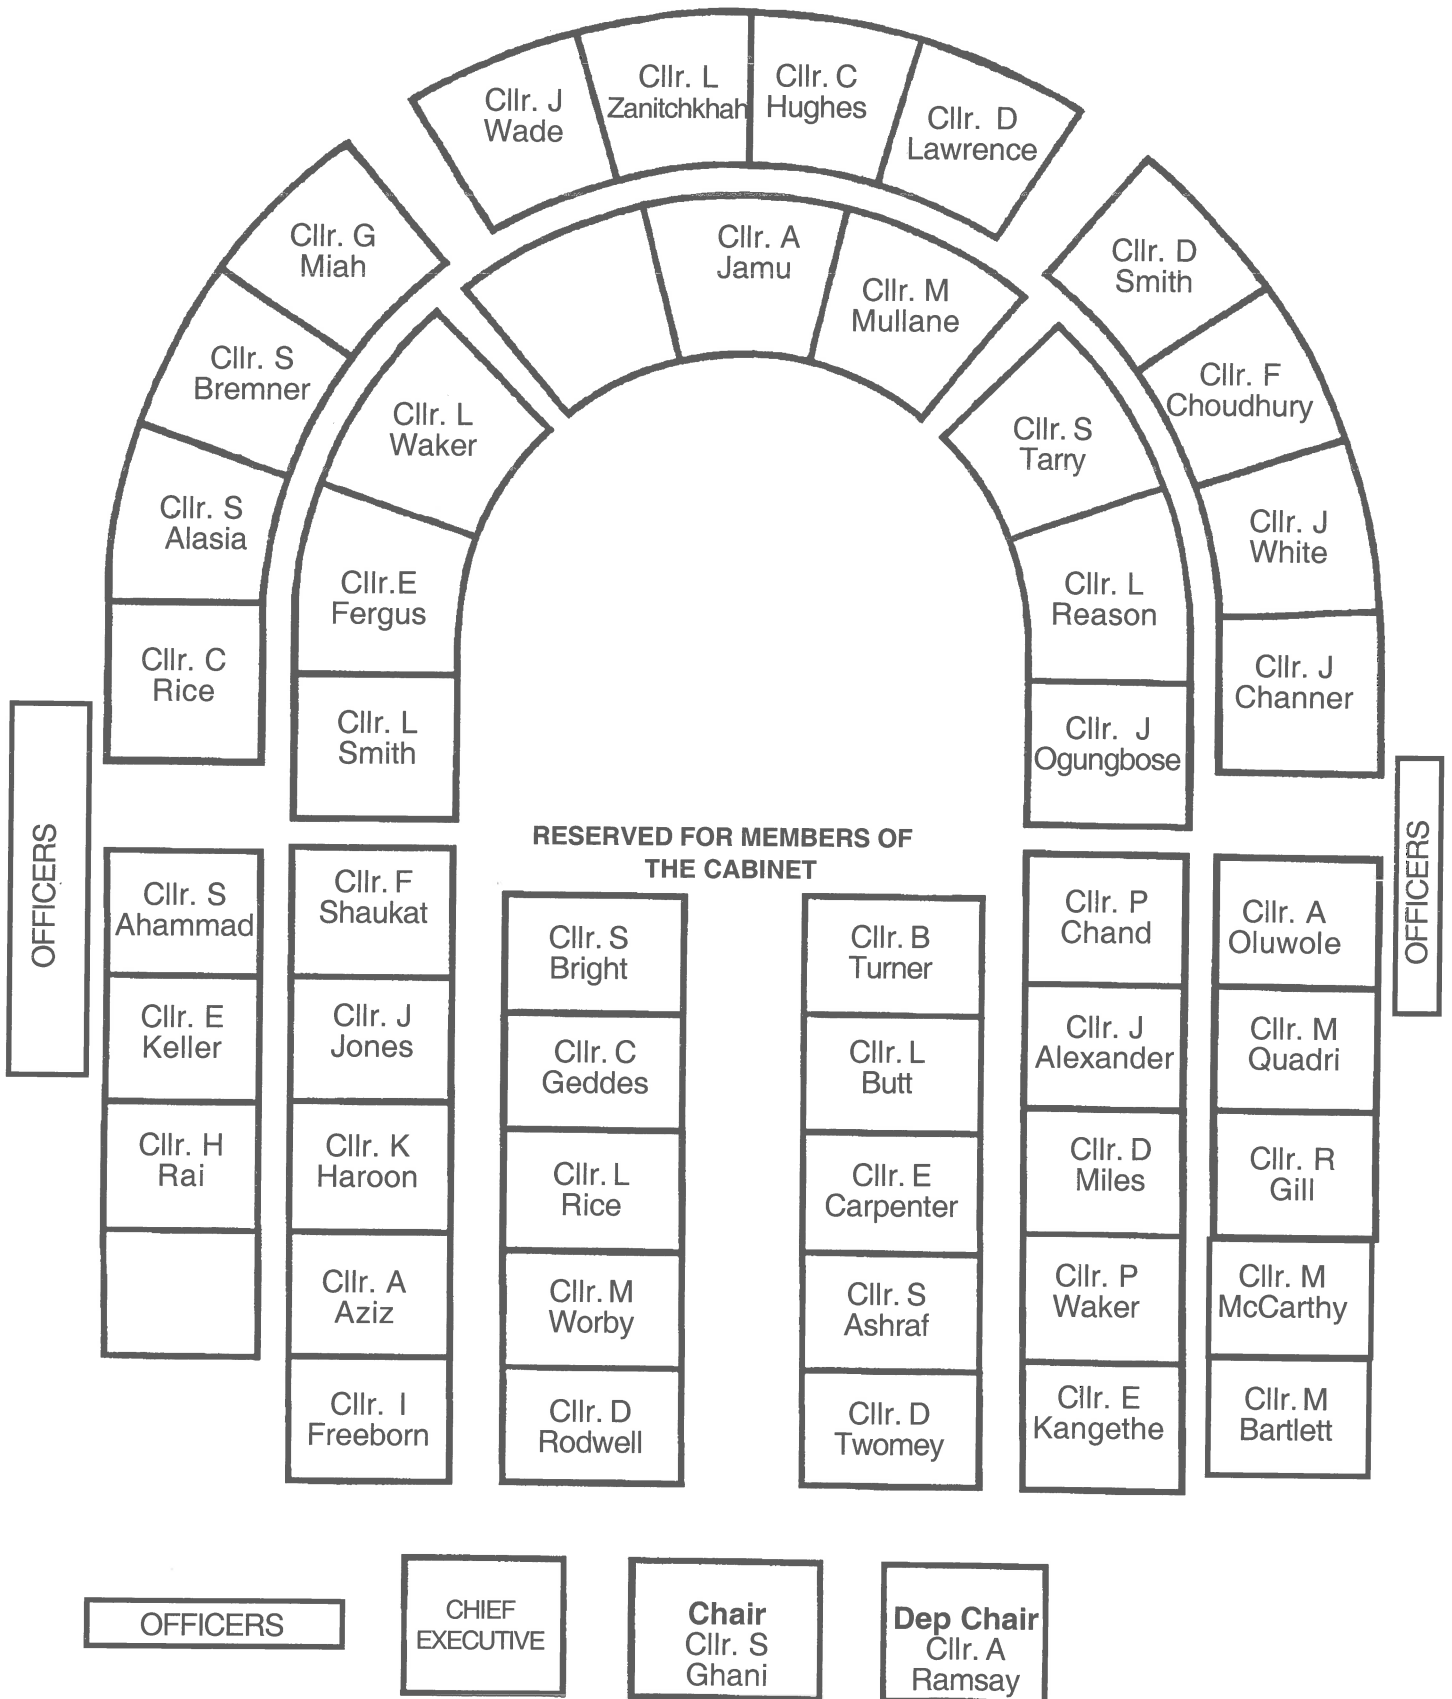 Cllr. J
Wade
Cllr. L
Zanitchkhah
Cllr. C
Hughes
Cllr. D
Lawrence
Cllr. G
Miah
Cllr. A
Jamu
Cllr. M
Mullane
Cllr. D
Smith
Cllr. S
Bremner
Cllr. L
Waker
Cllr. S
Tarry
Cllr. F
Choudhury
Cllr. S
Alasia
Cllr.E
Fergus
Cllr. L
Reason
Cllr. J
White
Cllr. C
Rice
Cllr. L
Smith
Cllr. J
Ogungbose
Cllr. J
Channer
OFFICERS
RESERVED FOR MEMBERS OF
THE CABINET
OFFICERS
Cllr. S
Ahammad
Cllr. F
Shaukat
Cllr. S
Bright
Cllr. B
Turner
Cllr. P
Chand
Cllr. A
Oluwole
Cllr. E
Keller
Cllr. J
Jones
Cllr. C
Geddes
Cllr. L
Butt
Cllr. J
Alexander
Cllr. M
Quadri
Cllr. H
Rai
Cllr. K
Haroon
Cllr. L
Rice
Cllr. E
Carpenter
Cllr. D
Miles
Cllr. R
Gill
Cllr. A
Aziz
Cllr. M
Worby
Cllr. S
Ashraf
Cllr. P
Waker
Cllr. M
McCarthy
Cllr. I
Freeborn
Cllr. D
Rodwell
Cllr. D
Twomey
Cllr. E
Kangethe
Cllr. M
Bartlett
OFFICERS
CHIEF
EXECUTIVE
Chair
Cllr. S
Ghani
Dep Chair
Cllr. A
Ramsay